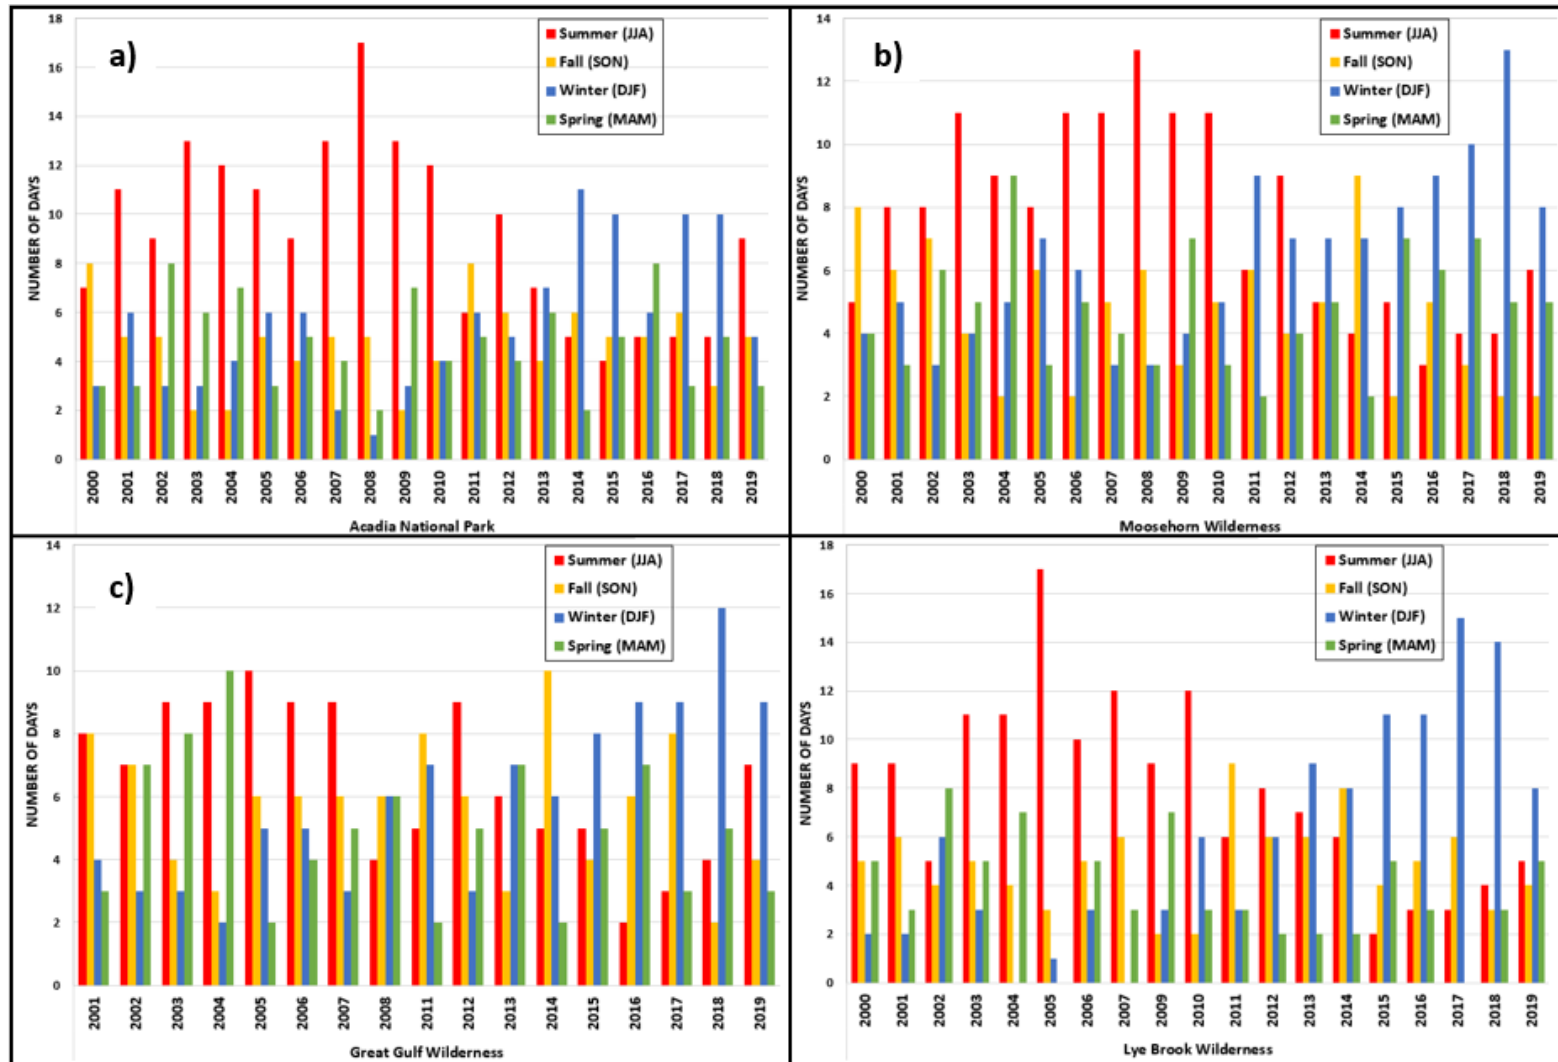 a)
NUMBER OF DAYS
18
16
14
12
10
8
6
4
2
0
Summer (JJA)
Fall (SON)
Winter (DJF)
Spring (MAM)
2000 2001 2002 2003 2004 2005 2006 2007 2008 2009 2010 2011 2012 2013 2014 2015 2016 2017 2018 2019
Acadia National Park
b)
NUMBER OF DAYS
14
12
10
8
6
4
2
0
Summer (JJA)
Fall (SON)
Winter (DJF)
Spring (MAM)
2000 2001 2002 2003 2004 2005 2006 2007 2008 2009 2010 2011 2012 2013 2014 2015 2016 2017 2018 2019
Moosehorn Wilderness
c)
NUMBER OF DAYS
14
12
10
8
6
4
2
0
Summer (JJA)
Fall (SON)
Winter (DJF)
Spring (MAM)
2001 2002 2003 2004 2005 2006 2007 2008 2011 2012 2013 2014 2015 2016 2017 2018 2019
Great Gulf Wilderness
NUMBER OF DAYS
18
16
14
12
10
8
6
4
2
0
Summer (JJA)
Fall (SON)
Winter (DJF)
Spring (MAM)
2000 2001 2002 2003 2004 2005 2006 2007 2009 2010 2011 2012 2013 2014 2015 2016 2017 2018 2019
Lye Brook Wilderness